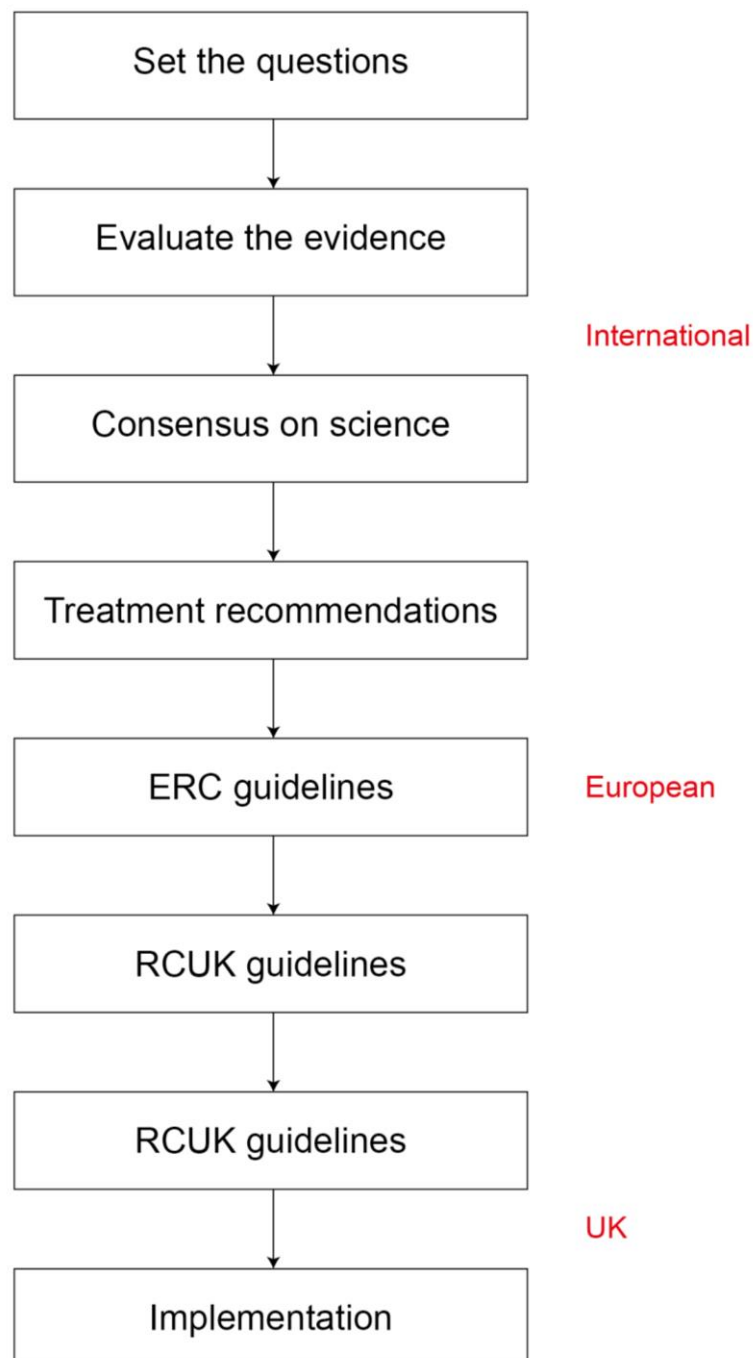 Set the questions
Evaluate the evidence
International
Consensus on science
Treatment recommendations
ERC guidelines
European
RCUK guidelines
RCUK guidelines
UK
Implementation